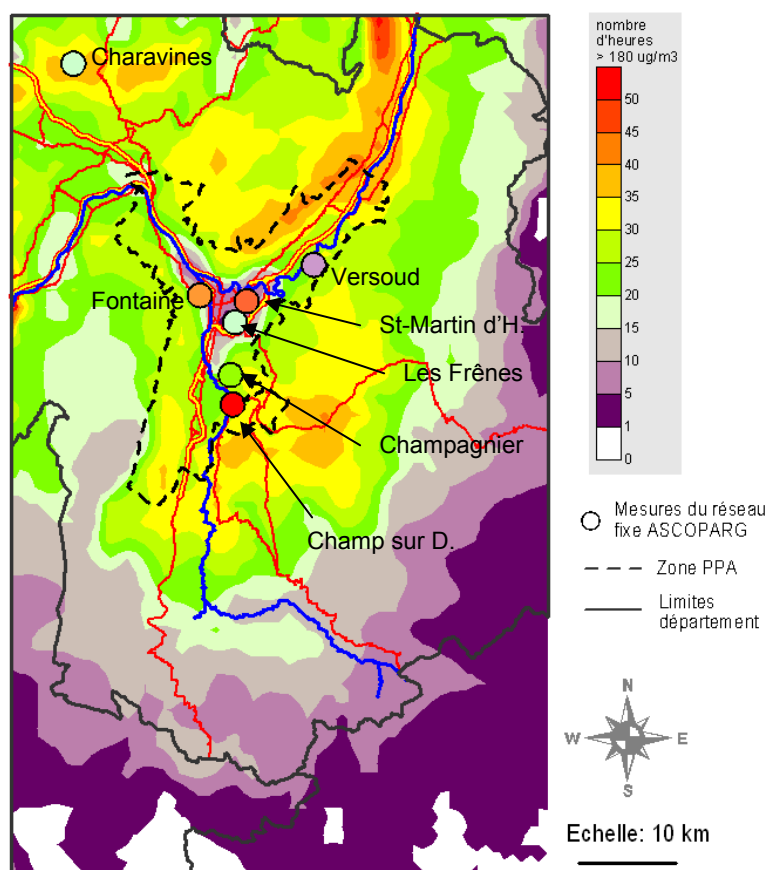 Charavines
Versoud
Fontaine
St-Martin d'H.
Les Frênes
Champagnier
Champ sur D.
nombre
d'heures
> 180 ug/m3
50
45
40
35
30
25
20
15
10
5
1
0
Mesures du réseau
fixe ASCOPARG
Zone PPA
Limites
département
N
W
E
S
Echelle: 10 km